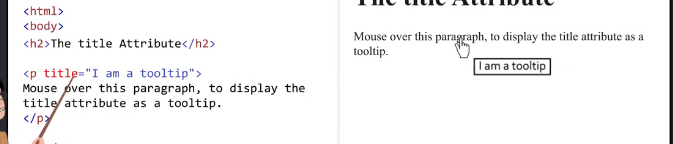 <html>
<body>
<h2>The title Attribute</h2>
<p title="I am a tooltip">
Mouse over this paragraph, to display the
title attribute as a tooltip.
</p>
The title Attribute
Mouse over this paragraph, to display the title attribute as a
tooltip.
I am a tooltip